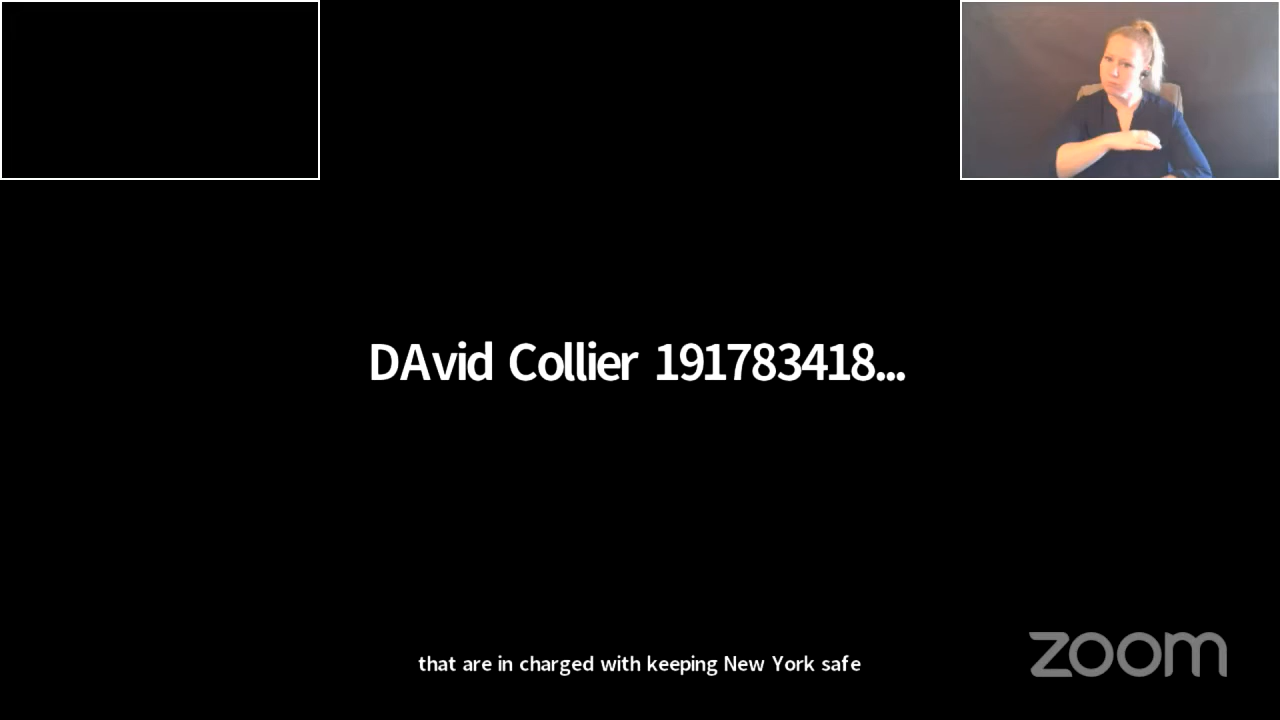 DAvid Collier 191783418...
that are in charged with keeping New York safe
zoom